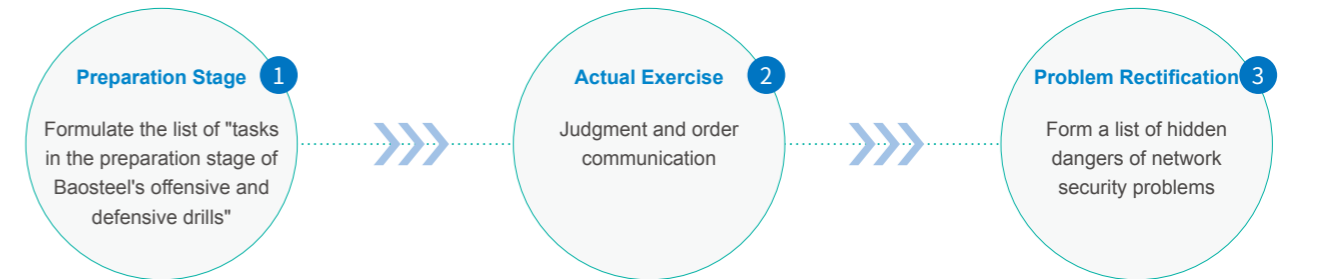 Preparation Stage 1
Formulate the list of "tasks
in the preparation stage of
Baosteel's offensive and
defensive drills"
Actual Exercise 2
Judgment and order
communication
Problem Rectification 3
Form a list of hidden
dangers of network
security problems